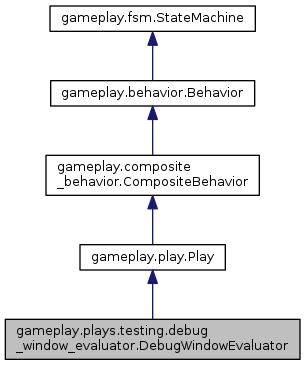 gameplay.fsm.StateMachine
gameplay.behavior.Behavior
gameplay.composite
_behavior.CompositeBehavior
gameplay.play.Play
gameplay.plays.testing.debug
_window_evaluator.DebugWindowEvaluator